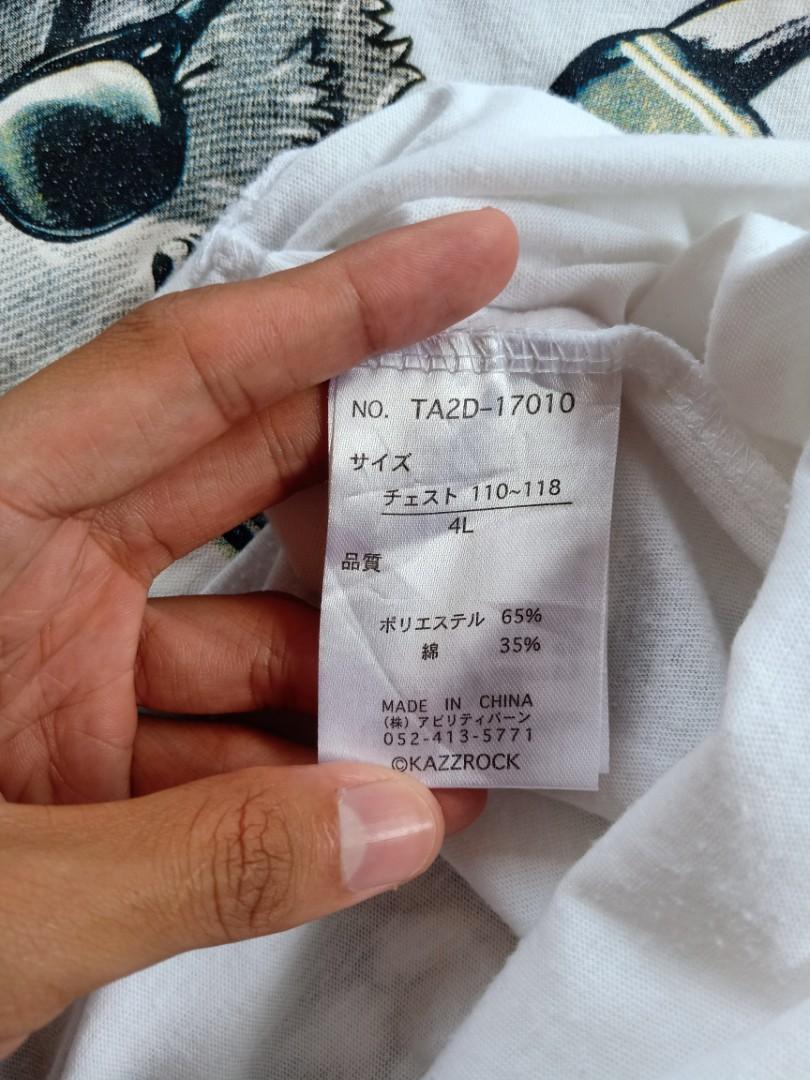 NO. TA2D-17010
サイズ
チェスト 110~118
4L
品質
ポリエステル 65%
綿 35%
MADE IN CHINA
(株) アビリティバーン
052-413-5771
©KAZZROCK